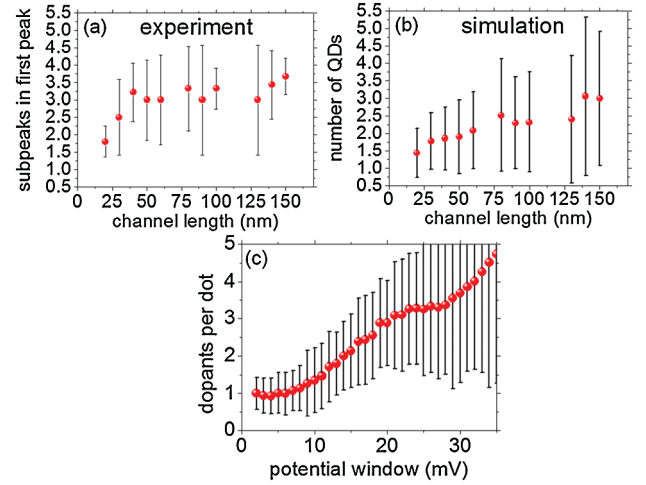 (a) experiment
subpeaks in first peak
5.5
5.0
4.5
4.0
3.5
3.0
2.5
2.0
1.5
1.0
0.5
0 25 50 75 100 125 150
channel length (nm)
(b) simulation
number of QDs
5.5
5.0
4.5
4.0
3.5
3.0
2.5
2.0
1.5
1.0
0.5
0 25 50 75 100 125 150
channel length (nm)
(c)
dopants per dot
5
4
3
2
1
0
0 10 20 30
potential window (mV)